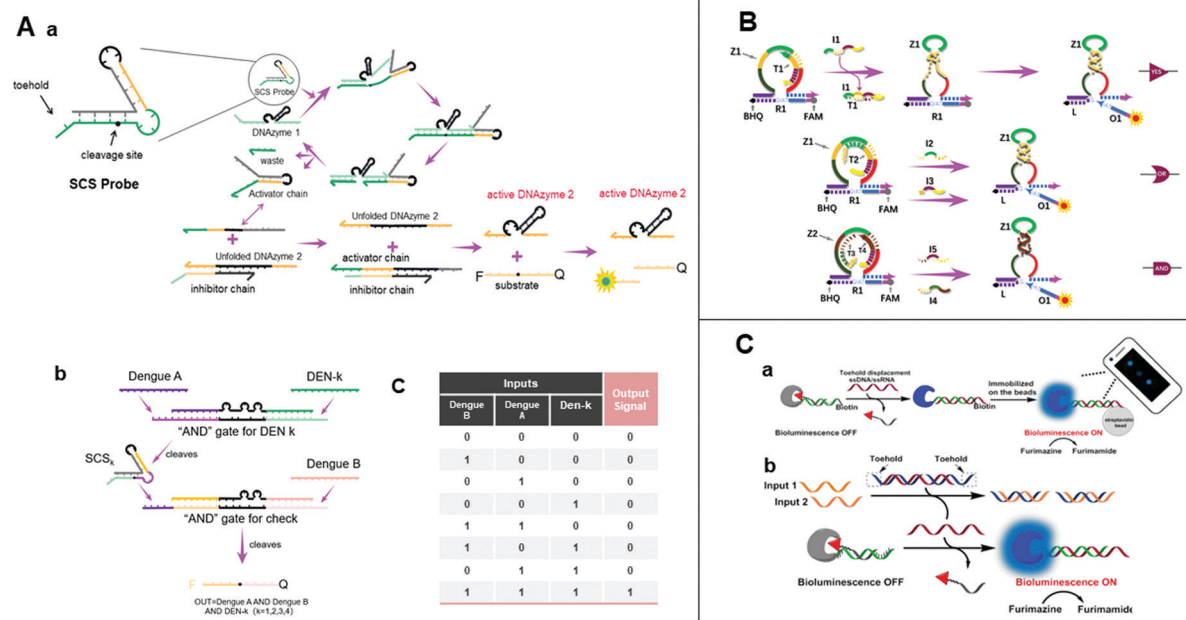 A a
toehold
cleavage site
SCS Probe
SCS Probe
DNAzyme 1
waste
Activator chain
Unfolded DNAzyme 2
inhibitor chain
Unfolded DNAzyme 2
activator chain
inhibitor chain
active DNAzyme 2
active DNAzyme 2
F
Q
substrate
Q
b
Dengue A
DEN-k
"AND" gate for DEN k
cleaves
SCSk
Dengue B
"AND" gate for check
cleaves
F
Q
OUT=Dengue A AND Dengue B
AND DEN-k (k=1,2,3,4)
C
Inputs
Output
Signal
Dengue
B
Dengue
A
Den-k
0 0 0 0
1 0 0 0
0 1 0 0
0 0 1 0
1 1 0 0
1 0 1 0
0 1 1 0
1 1 1 1
B
Z1
T1
BHQ
R1
FAM
I1
I1
T1
Z1
R1
Z1
L
O1
YES
Z1
T2
BHQ
R1
FAM
I2
I3
Z1
L
O1
OR
Z2
T3
T4
BHQ
R1
FAM
I5
I4
Z1
L
O1
AND
C
a
Toehold displacement
ssDNA/ssRNA
Biotin
Bioluminescence OFF
Biotin
Immobilized
on the beads
streptavidin
bead
Bioluminescence ON
Furimazine
Furimamide
b
Toehold
Toehold
Input 1
Input 2
Bioluminescence OFF
Bioluminescence ON
Furimazine
Furimamide